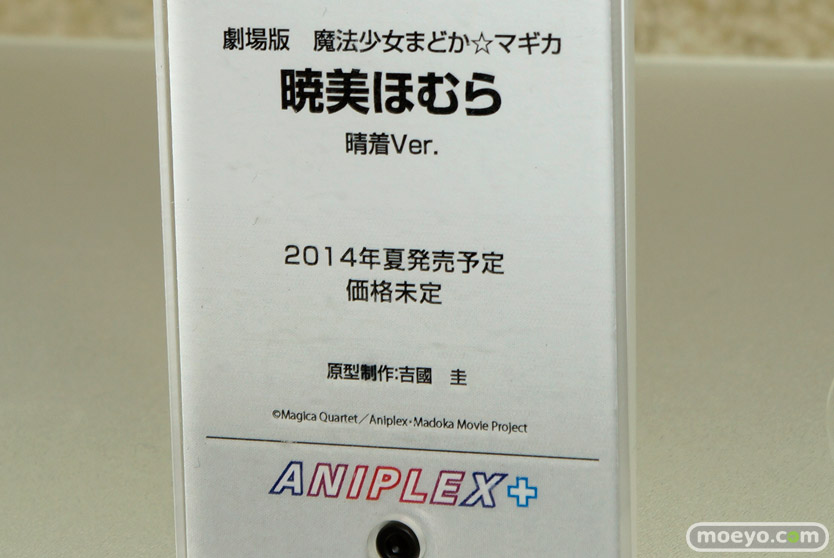 劇場版　魔法少女まどか☆マギカ
暁美ほむら
晴着Ver.
2014年夏発売予定
価格未定
原型制作:吉國　圭
©Magica Quartet／Aniplex・Madoka Movie Project
ANIPLEX+
moeyo.com